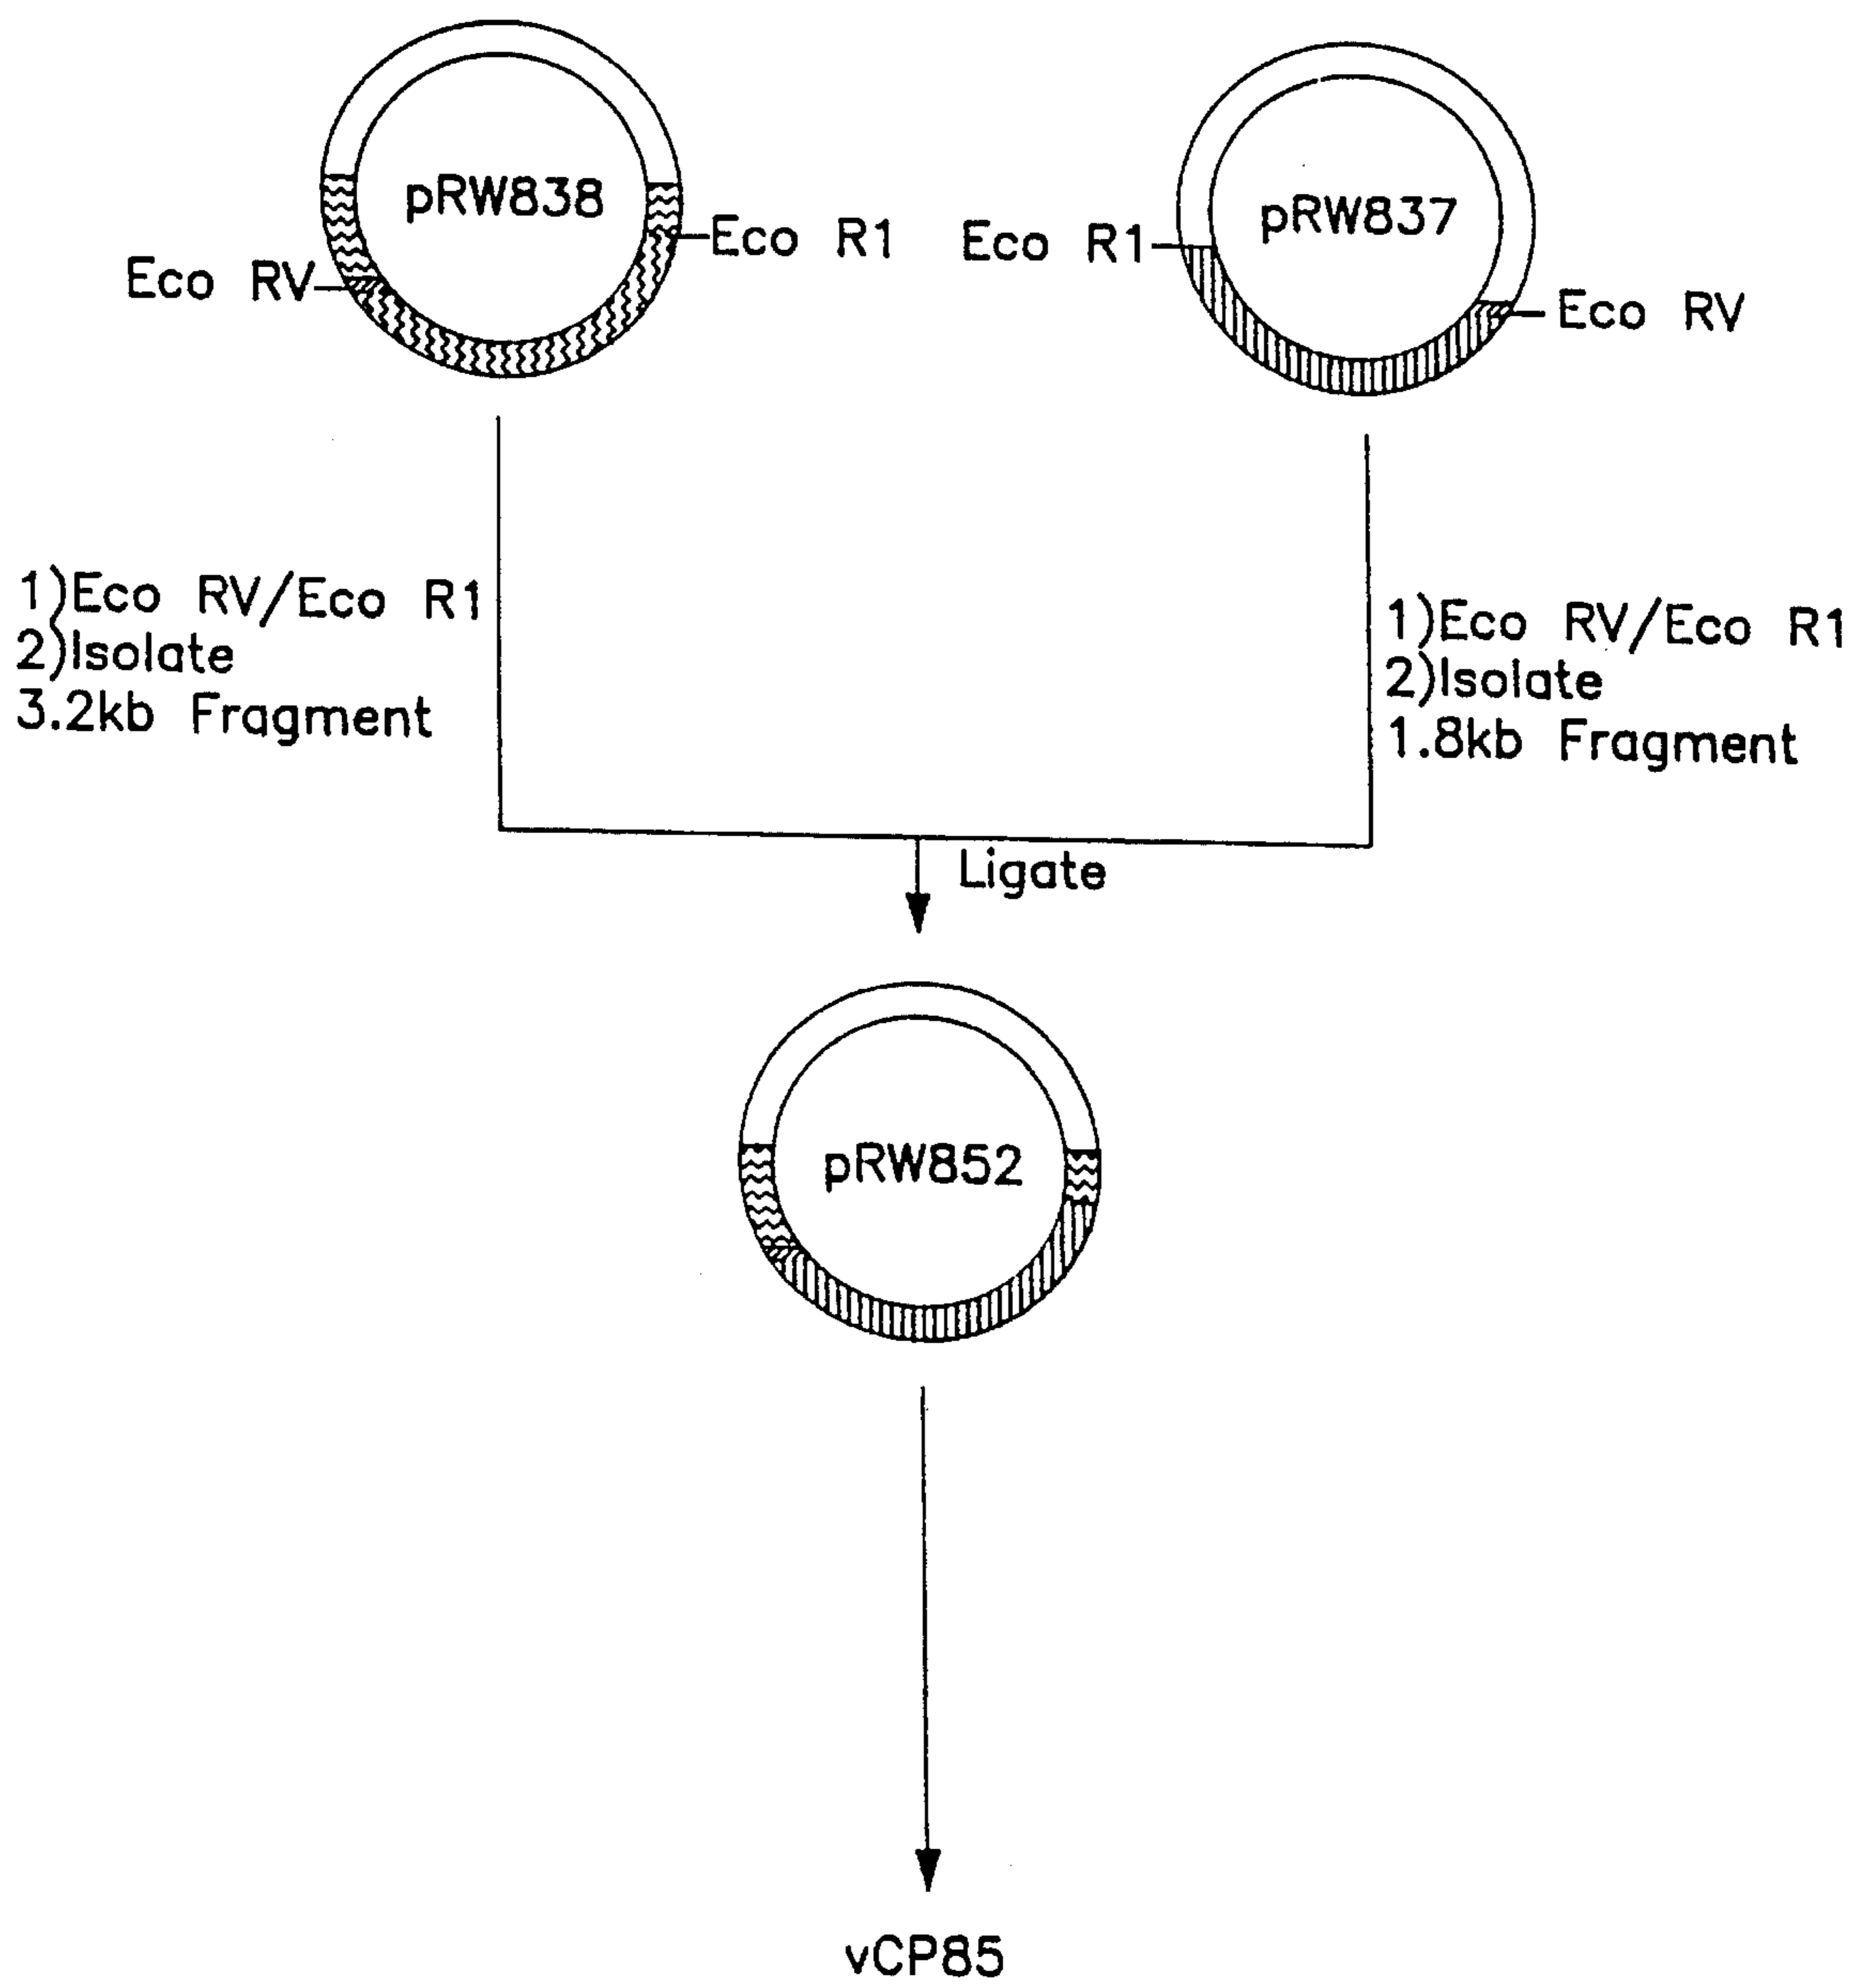 pRW838
pRW837
Eco RV
Eco R1
Eco R1
Eco RV
1)Eco RV/Eco R1
2)Isolate
3.2kb Fragment
1)Eco RV/Eco R1
2)Isolate
1.8kb Fragment
Ligate
pRW852
vCP85